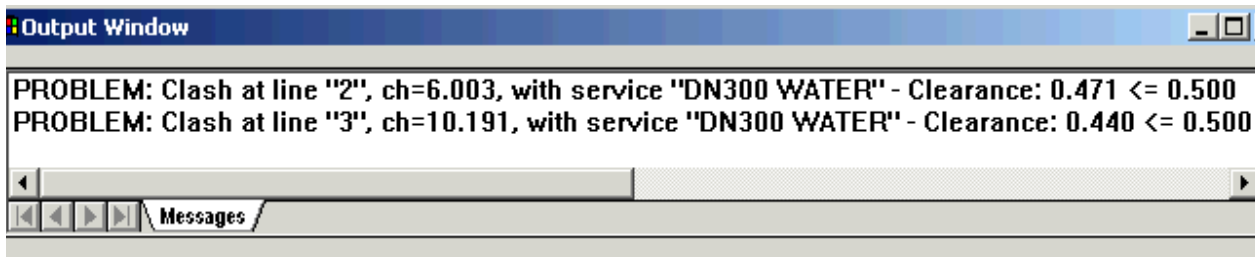 Output Window
PROBLEM: Clash at line "2", ch=6.003, with service "DN300 WATER" - Clearance: 0.471 <= 0.500
PROBLEM: Clash at line "3", ch=10.191, with service "DN300 WATER" - Clearance: 0.440 <= 0.500
Messages